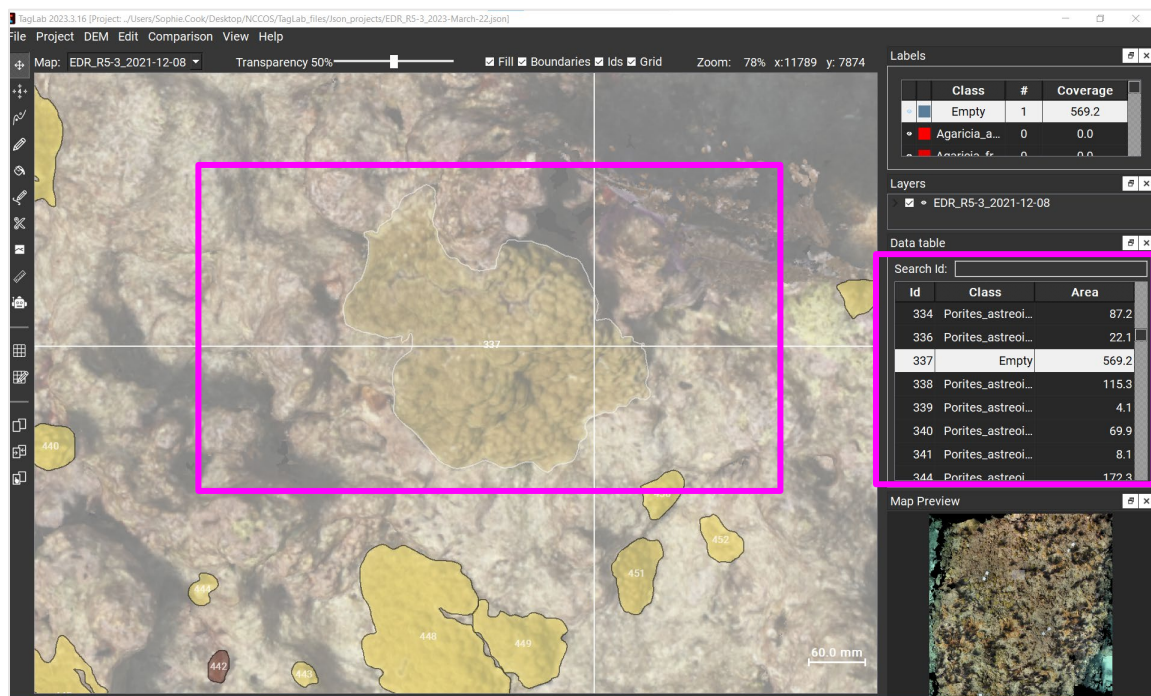 TagLab 2023.3.16 [Project: ../Users/Sophie.Cook/Desktop/NCCOS/TagLab_files/Json_projects/EDR_R5-3_2023-March-22.json]
File Project DEM Edit Comparison View Help
Map: EDR_R5-3_2021-12-08 Transparency 50% Fill Boundaries Ids Grid Zoom: 78% x:11789 y: 7874
337
440
451
452
448
449
442
443
60.0 mm
Labels
Class # Coverage
Empty 1 569.2
Agaricia_a... 0 0.0
Agaricia_fr 0 0.0
Layers
EDR_R5-3_2021-12-08
Data table
Search Id:
Id Class Area
334 Porites_astreoi... 87.2
336 Porites_astreoi... 22.1
337 Empty 569.2
338 Porites_astreoi... 115.3
339 Porites_astreoi... 4.1
340 Porites_astreoi... 69.9
341 Porites_astreoi... 8.1
344 Porites_astreoi 172.3
Map Preview